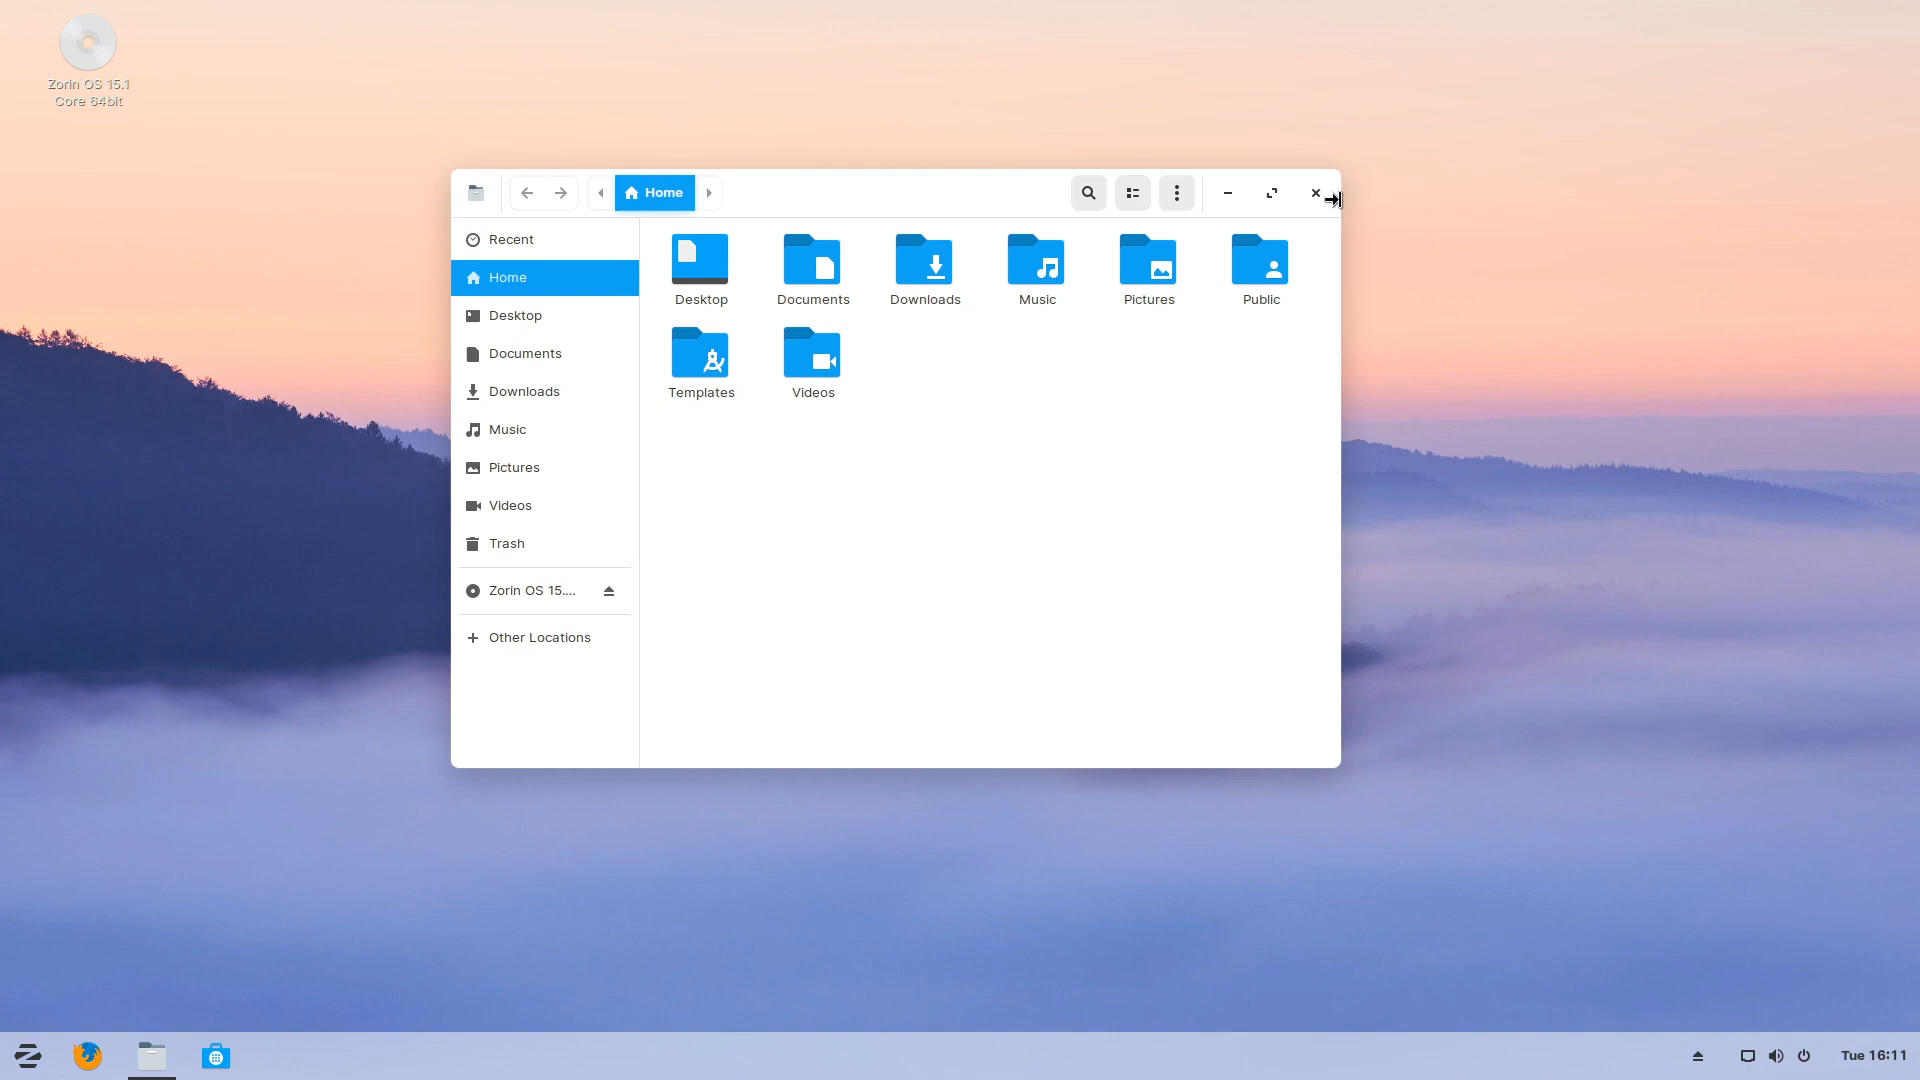 Zorin OS 15.1
Core 64bit
Home
Recent
Home
Desktop
Documents
Downloads
Music
Pictures
Videos
Trash
Zorin OS 15....
Other Locations
Desktop
Documents
Downloads
Music
Pictures
Public
Templates
Videos
Tue 16:11